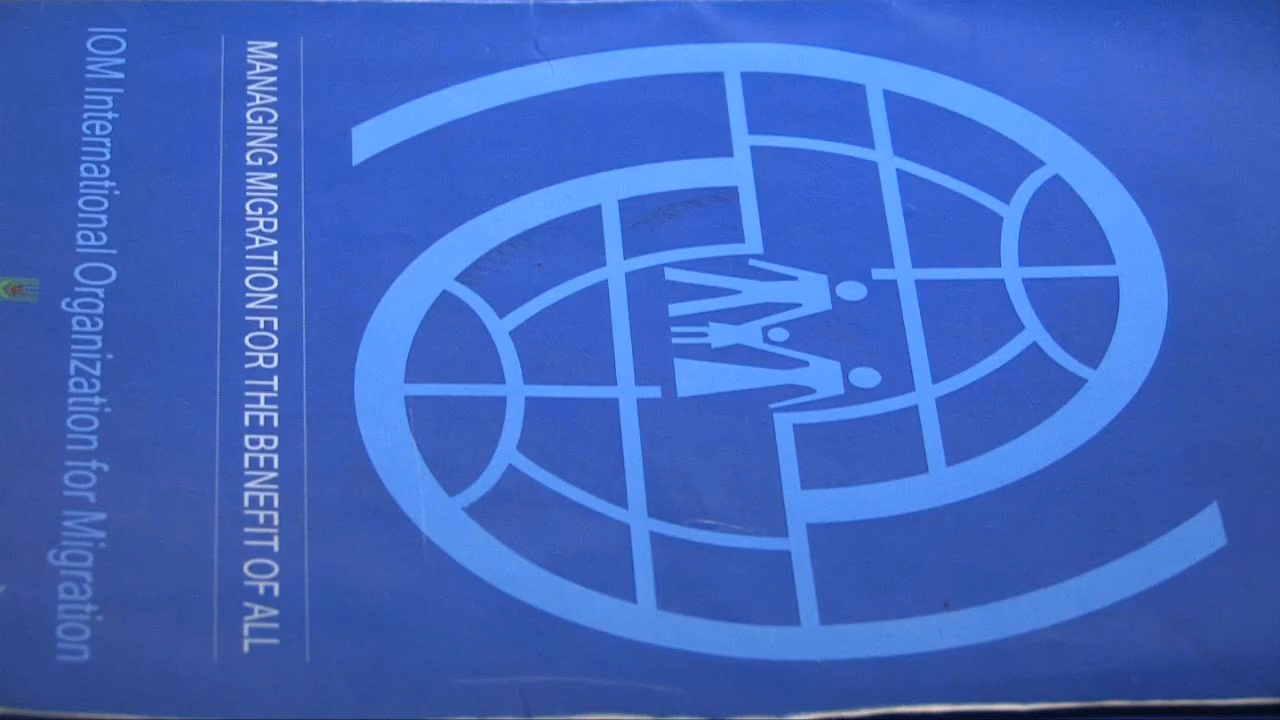 MANAGING MIGRATION FOR THE BENEFIT OF ALL
IOM International Organization for Migration